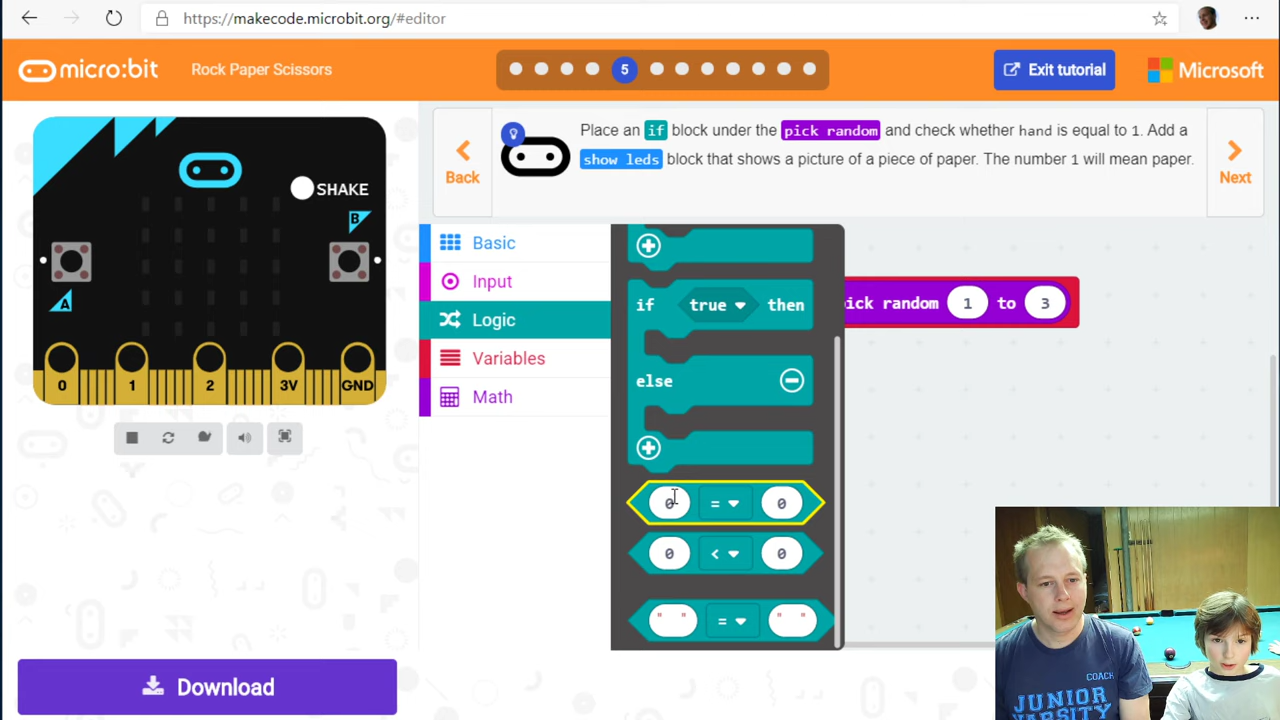 https://makecode.microbit.org/#editor
micro:bit
Rock Paper Scissors
5
Exit tutorial
Microsoft
Back
Place an if block under the pick random and check whether hand is equal to 1. Add a
show leds block that shows a picture of a piece of paper. The number 1 will mean paper.
Next
SHAKE
B
A
0 1 2 3V GND
Download
Basic
Input
Logic
Variables
Math
if true then
else
0 = 0
0 < 0
" " = " "
pick random 1 to 3
COACH
JUNIOR
VARSITY